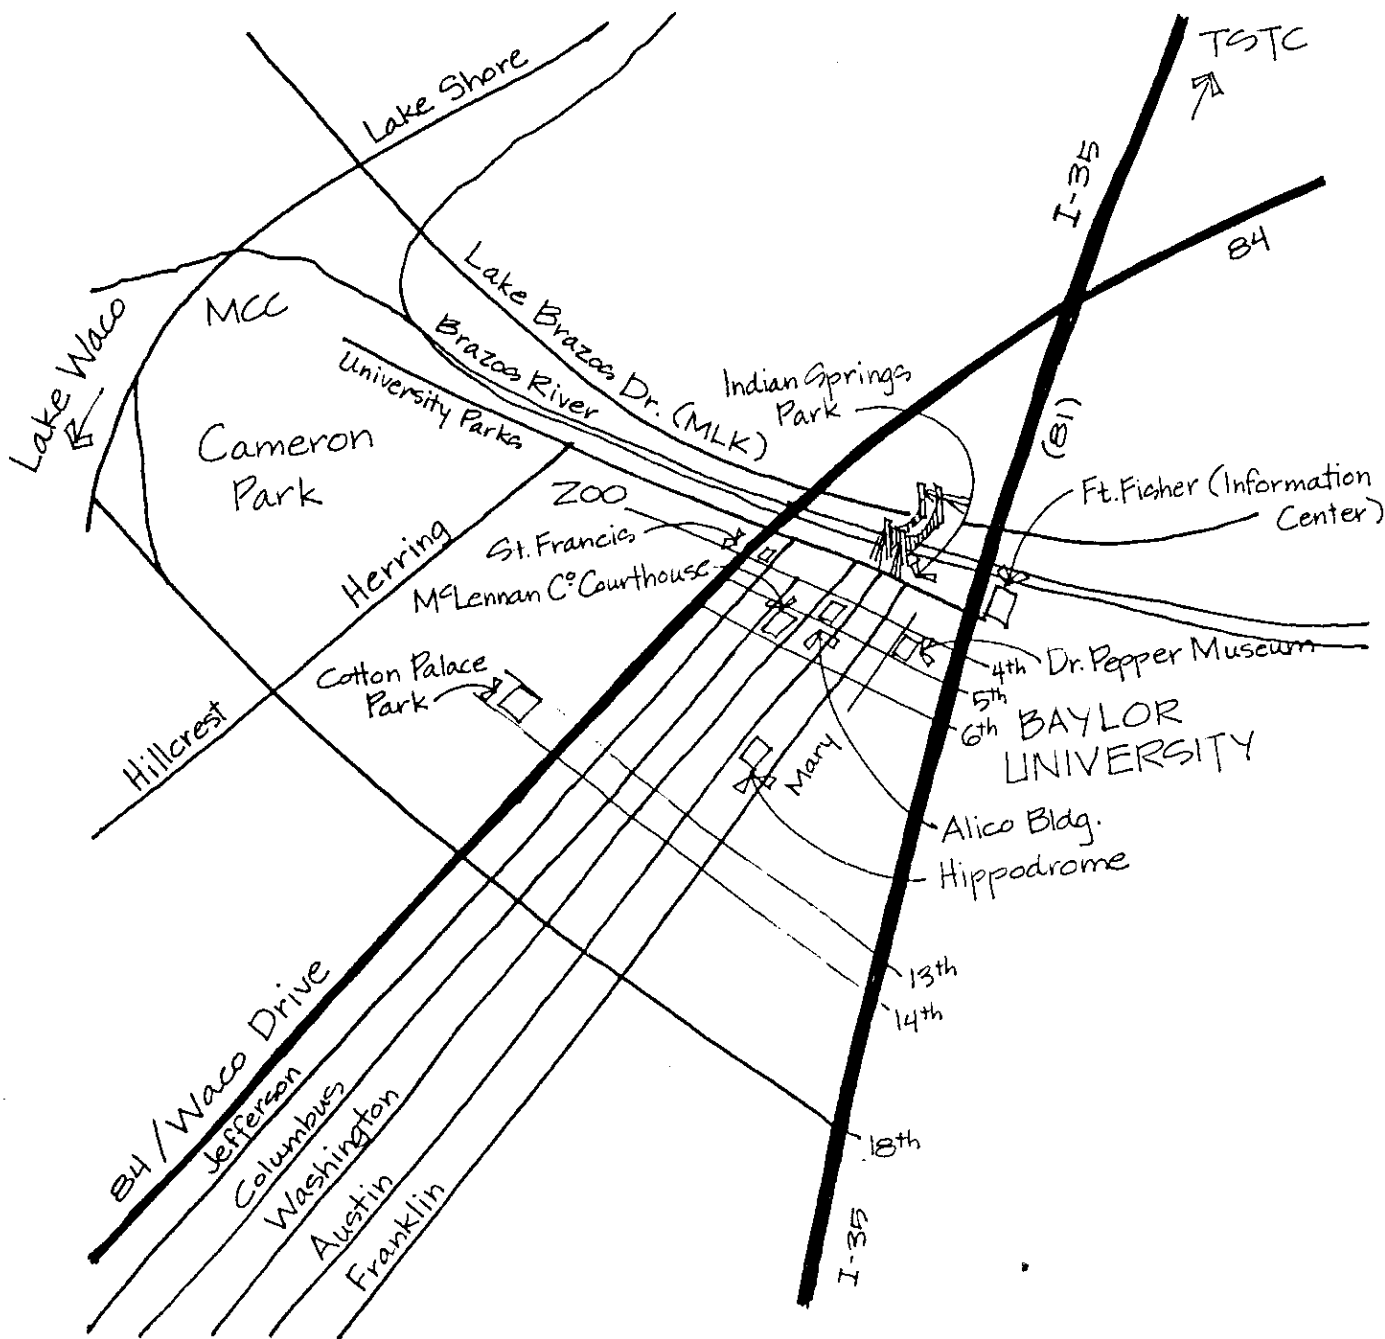 TSTC
Lake Shore
I-35
84
Lake Brazos Dr. (MLK)
MCC
Lake Waco
Brazos River
University Parks
Indian Springs
Park
(81)
Cameron
Park
Ft. Fisher (Information
Center)
ZOO
St. Francis
McLennan Co Courthouse
Herring
Cotton Palace
Park
4th
Dr. Pepper Museum
5th
6th
BAYLOR
UNIVERSITY
Hillcrest
Mary
Alico Bldg.
Hippodrome
13th
14th
84/Waco Drive
Jefferson
Columbus
Washington
Austin
Franklin
18th
I-35